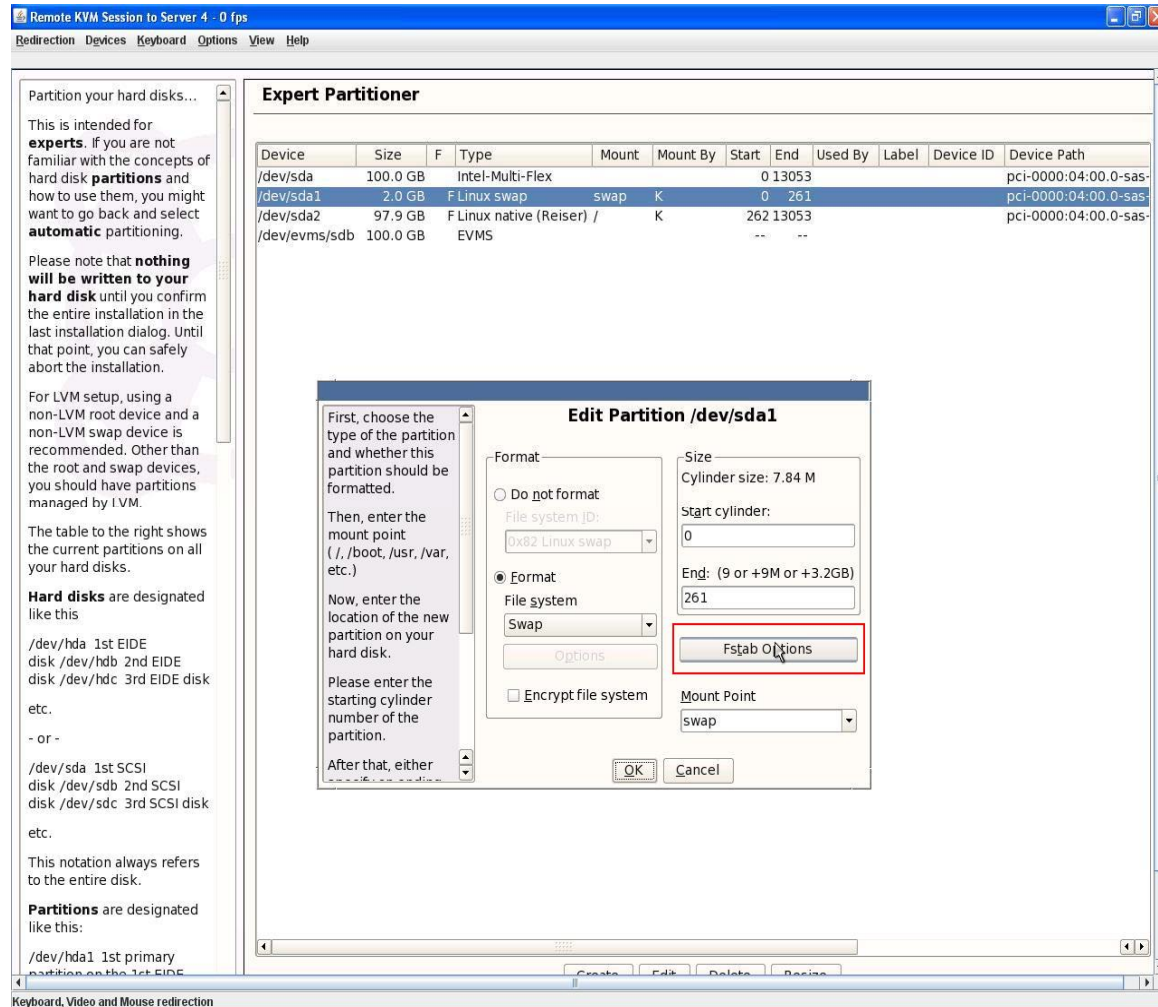 Remote KVM Session to Server 4 - 0 fps
Redirection Devices Keyboard Options View Help
Partition your hard disks...
This is intended for
experts. If you are not
familiar with the concepts of
hard disk partitions and
how to use them, you might
want to go back and select
automatic partitioning.
Please note that nothing
will be written to your
hard disk until you confirm
the entire installation in the
last installation dialog. Until
that point, you can safely
abort the installation.
For LVM setup, using a
non-LVM root device and a
non-LVM swap device is
recommended. Other than
the root and swap devices,
you should have partitions
managed by LVM.
The table to the right shows
the current partitions on all
your hard disks.
Hard disks are designated
like this
/dev/hda 1st EIDE
disk /dev/hdb 2nd EIDE
disk /dev/hdc 3rd EIDE disk
etc.
- or -
/dev/sda 1st SCSI
disk /dev/sdb 2nd SCSI
disk /dev/sdc 3rd SCSI disk
etc.
This notation always refers
to the entire disk.
Partitions are designated
like this:
/dev/hda1 1st primary
partition on the 1st EIDE
Expert Partitioner
Device Size F Type Mount Mount By Start End Used By Label Device ID Device Path
/dev/sda 100.0 GB Intel-Multi-Flex 0 13053 pci-0000:04:00.0-sas-
/dev/sda1 2.0 GB F Linux swap swap K 0 261 pci-0000:04:00.0-sas-
/dev/sda2 97.9 GB F Linux native (Reiser) / K 262 13053 pci-0000:04:00.0-sas-
/dev/evms/sdb 100.0 GB EVMS -- --
First, choose the
type of the partition
and whether this
partition should be
formatted.
Then, enter the
mount point
( /, /boot, /usr, /var,
etc.)
Now, enter the
location of the new
partition on your
hard disk.
Please enter the
starting cylinder
number of the
partition.
After that, either
specify an ending
Edit Partition /dev/sda1
Format
Do not format
File system ID:
0x82 Linux swap
Format
File system
Swap
Options
Encrypt file system
Size
Cylinder size: 7.84 M
Start cylinder:
0
End: (9 or +9M or +3.2GB)
261
Fstab Options
Mount Point
swap
OK Cancel
Create Edit Delete Resize
Keyboard, Video and Mouse redirection